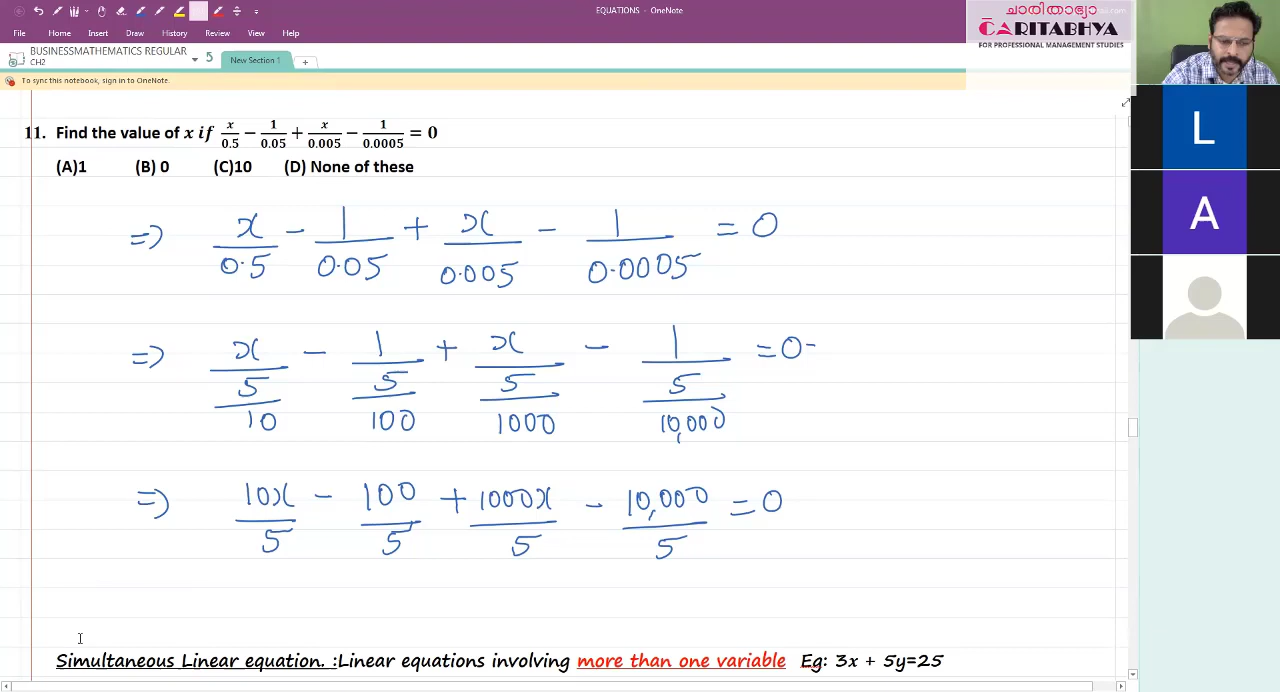 EQUATIONS - OneNote
ചാരിതാഭ്യാ
CARITABHYA
FOR PROFESSIONAL MANAGEMENT STUDIES
File Home Insert Draw History Review View Help
BUSINESSMATHEMATICS REGULAR
CH2
New Section 1
To sync this notebook, sign in to OneNote.
11. Find the value of x if x/0.5 − 1/0.05 + x/0.005 − 1/0.0005 = 0
(A)1 (B) 0 (C)10 (D) None of these
=> x/0.5 - 1/0.05 + x/0.005 - 1/0.0005 = 0
=> x/(5/10) - 1/(5/100) + x/(5/1000) - 1/(5/10,000) = 0
=> 10x/5 - 100/5 + 1000x/5 - 10,000/5 = 0
Simultaneous Linear equation. :Linear equations involving more than one variable Eg: 3x + 5y=25
L
A